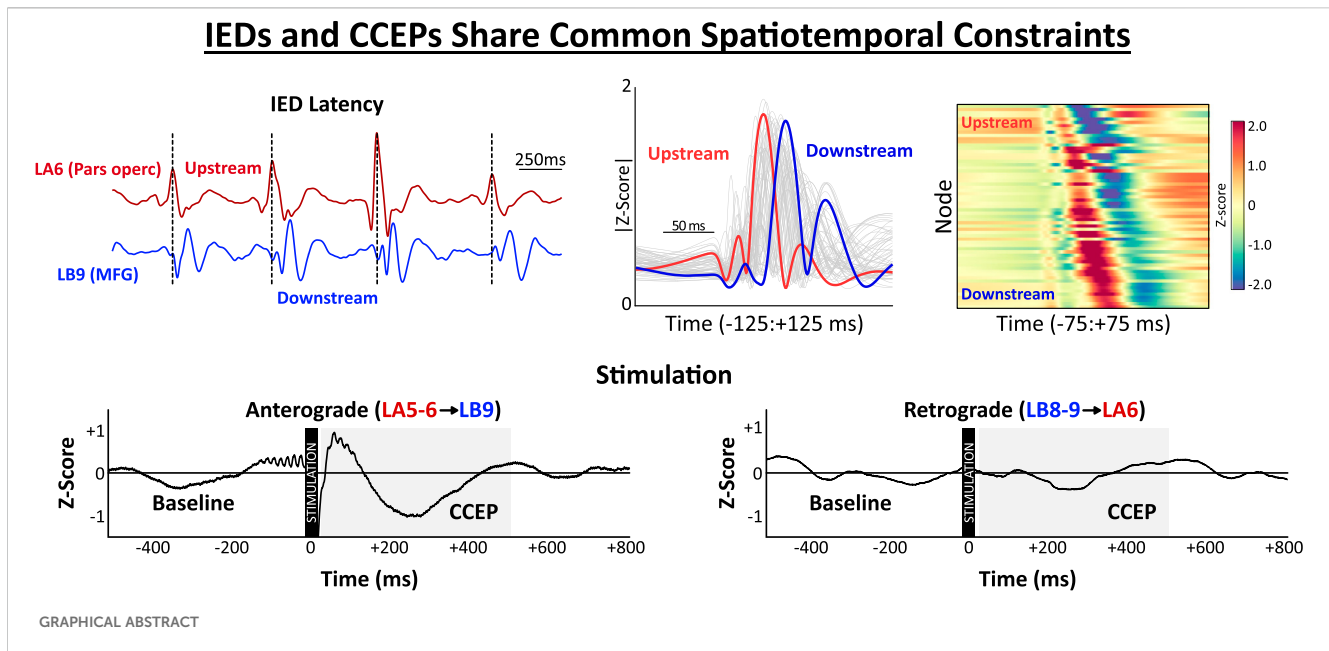 IEDs and CCEPs Share Common Spatiotemporal Constraints
IED Latency
LA6 (Pars operc)
Upstream
250ms
LB9 (MFG)
Downstream
2
|Z-Score|
0
Upstream
Downstream
50 ms
Time (-125:+125 ms)
Node
Upstream
Downstream
Time (-75:+75 ms)
2.0
1.0
0
-1.0
-2.0
Z-score
Stimulation
Anterograde (LA5-6→LB9)
Z-Score
+1
0
-1
Baseline
STIMULATION
CCEP
-400 -200 0 +200 +400 +600 +800
Time (ms)
Retrograde (LB8-9→LA6)
Z-Score
+1
0
-1
Baseline
STIMULATION
CCEP
-400 -200 0 +200 +400 +600 +800
Time (ms)
GRAPHICAL ABSTRACT